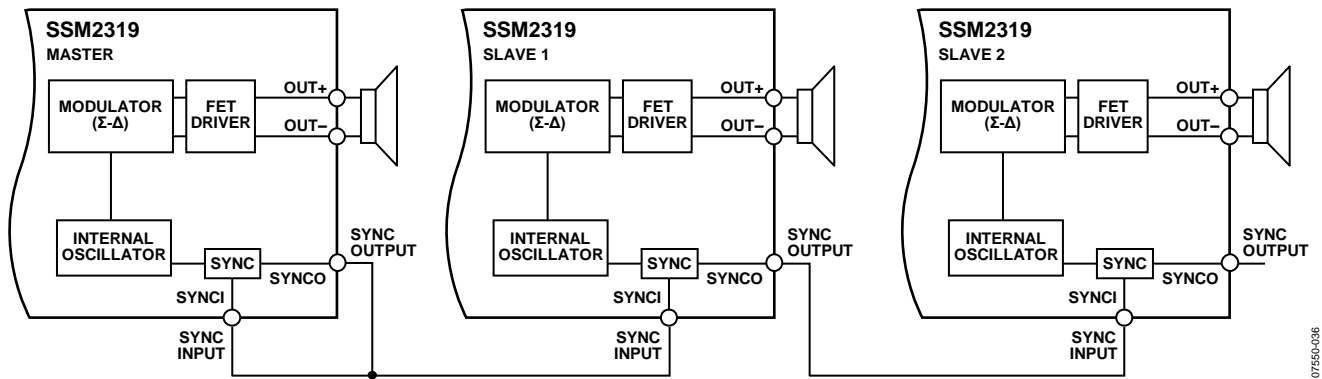 SSM2319
MASTER
MODULATOR
(Σ-Δ)
FET
DRIVER
OUT+
OUT–
INTERNAL
OSCILLATOR
SYNC
SYNCO
SYNCI
SYNC
OUTPUT
SYNC
INPUT
SSM2319
SLAVE 1
MODULATOR
(Σ-Δ)
FET
DRIVER
OUT+
OUT–
INTERNAL
OSCILLATOR
SYNC
SYNCO
SYNCI
SYNC
OUTPUT
SYNC
INPUT
SSM2319
SLAVE 2
MODULATOR
(Σ-Δ)
FET
DRIVER
OUT+
OUT–
INTERNAL
OSCILLATOR
SYNC
SYNCO
SYNCI
SYNC
OUTPUT
SYNC
INPUT
07550-036